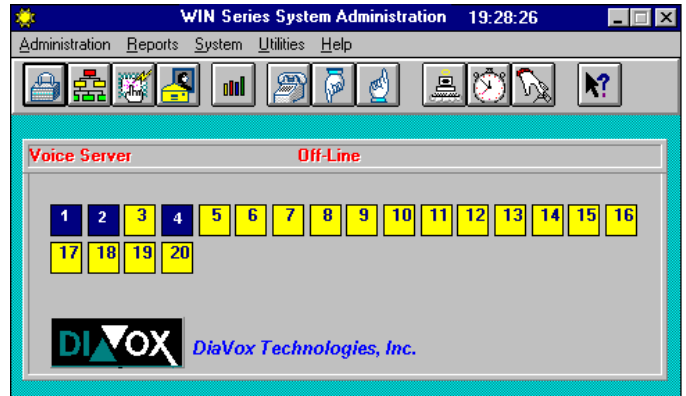 WIN Series System Administration 19:28:26
Administration Reports System Utilities Help
?
Voice Server Off-Line
1 2 3 4 5 6 7 8 9 10 11 12 13 14 15 16
17 18 19 20
DIAVOX DiaVox Technologies, Inc.